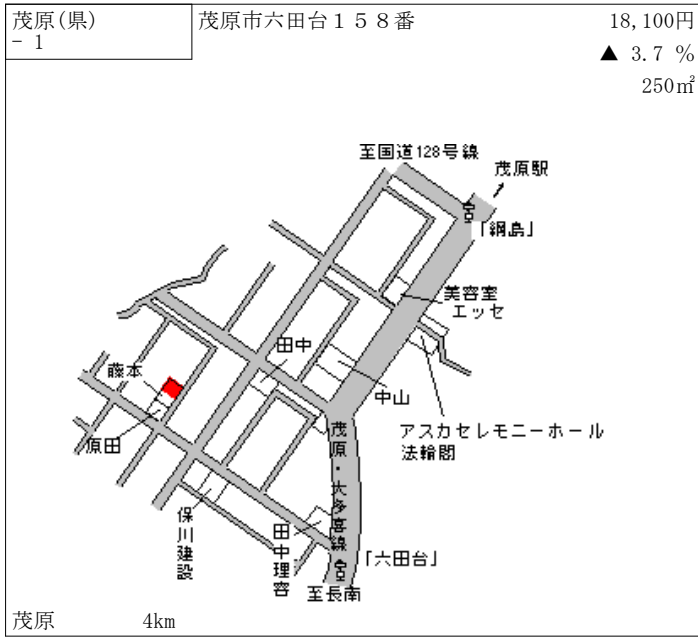 茂原(県)
- 1
茂原市六田台１５８番
18,100円
▲ 3.7 %
250㎡
至国道128号線
茂原駅
「綱島」
美容室
エッセ
田中
藤本
中山
アスカセレモニーホール
法輪閣
原田
茂原・大多喜線
保川建設
田中理容
「六田台」
至長南
茂原
4km